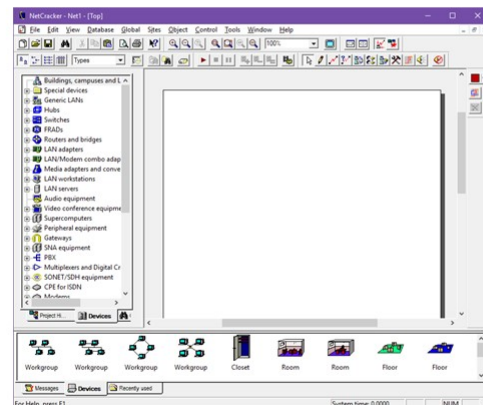 NetCracker - Net1 - [Top]
File Edit View Database Global Sites Object Control Tools Window Help
100%
Types
Buildings, campuses and L
Special devices
Generic LANs
Hubs
Switches
FRADs
Routers and bridges
LAN adapters
LAN/Modem combo adap
Media adapters and conve
LAN workstations
LAN servers
Audio equipment
Video conference equipme
Supercomputers
Peripheral equipment
Gateways
SNA equipment
PBX
Multiplexers and Digital Cr
SONET/SDH equipment
CPE for ISDN
Modems
Project Hi... Devices
Workgroup Workgroup Workgroup Workgroup Closet Room Room Floor Floor
Messages Devices Recently used
For Help, press F1 System time: 0.0000 NUM